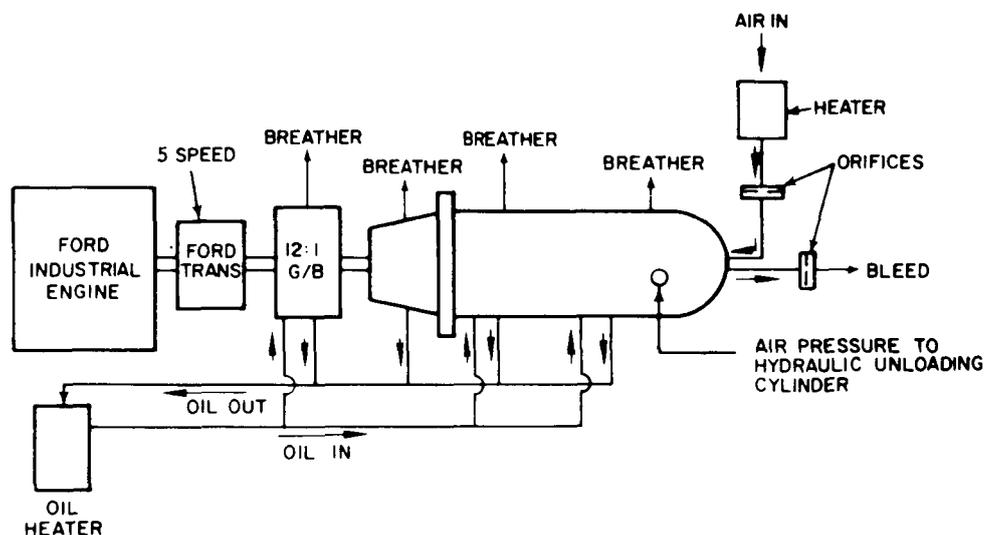 AIR IN
HEATER
BREATHER
BREATHER
BREATHER
BREATHER
5 SPEED
ORIFICES
FORD
INDUSTRIAL
ENGINE
FORD
TRANS
12:1
G/B
BLEED
AIR PRESSURE TO
HYDRAULIC UNLOADING
CYLINDER
OIL OUT
OIL IN
OIL
HEATER